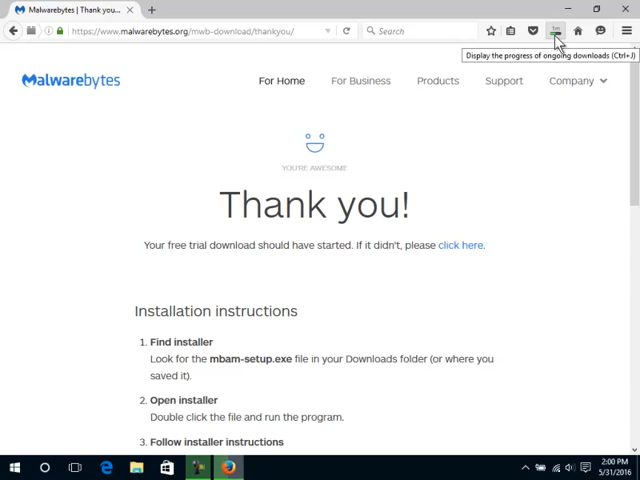 Malwarebytes | Thank you...
https://www.malwarebytes.org/mwb-download/thankyou/
Search
1m
Display the progress of ongoing downloads (Ctrl+J)
Malwarebytes
For Home
For Business
Products
Support
Company
YOU'RE AWESOME
Thank you!
Your free trial download should have started. If it didn't, please click here.
Installation instructions
1. Find installer
Look for the mbam-setup.exe file in your Downloads folder (or where you
saved it).
2. Open installer
Double click the file and run the program.
3. Follow installer instructions
2:00 PM
5/31/2016